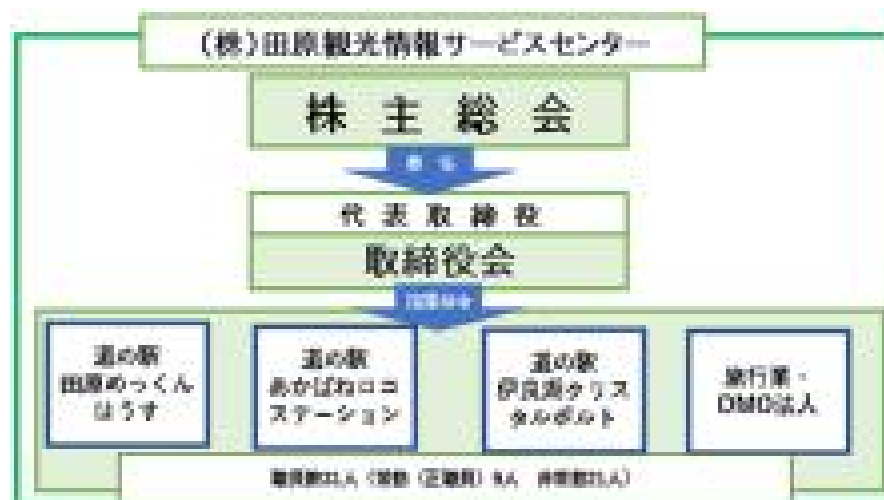 (株)田原観光情報サービスセンター
株主総会
代表取締役
取締役会
道の駅
田原めっくん
はうす
道の駅
あかばねロコ
ステーション
道の駅
伊良湖クリス
タルポルト
旅行業・
DMO法人